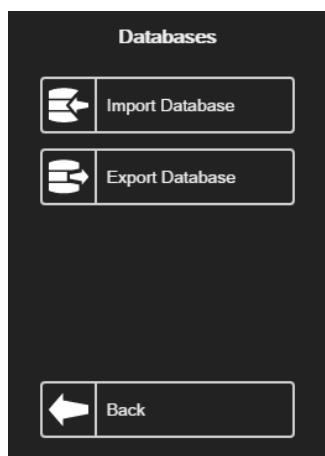 Databases
Import Database
Export Database
Back